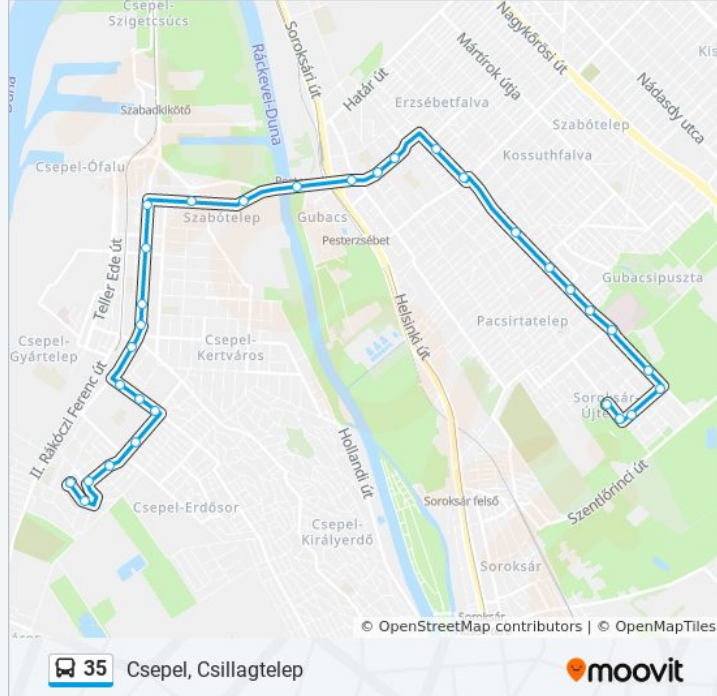 Csepel-
Szigetcsúcs
Ráckevei-Duna
Soroksári út
Nagykőrösi út
Kis
Határ út
Mártírok útja
Nádasdy utca
Duna
Szabadkikötő
Erzsébetfalva
Szabótelep
Kossuthfalva
Csepel-Ófalu
Szabótelep
Gubacs
Pesterzsébet
Gubacsipuszta
Teller Ede út
Helsinki út
Pacsirtatelep
Csepel-
Gyártelep
Csepel-
Kertváros
Soroksár-
Újtelep
II. Rákóczi Ferenc út
Hollandi út
Szentlőrinci út
Csepel-Erdősor
Soroksár felső
Csepel-
Királyerdő
Soroksár
© OpenStreetMap contributors | © OpenMapTiles
35 Csepel, Csillagtelep
moovit